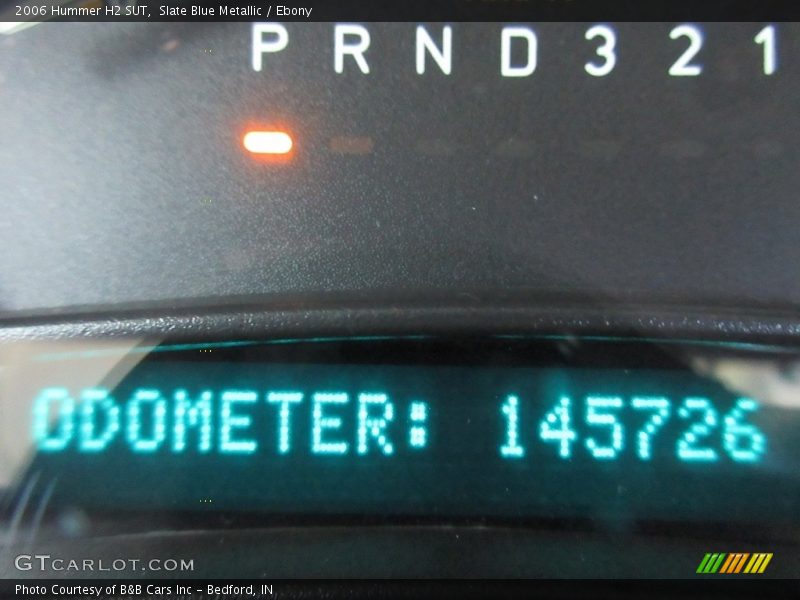 2006 Hummer H2 SUT, Slate Blue Metallic / Ebony
P R N D 3 2 1
ODOMETER: 145726
GTCARLOT.COM
Photo Courtesy of B&B Cars Inc - Bedford, IN